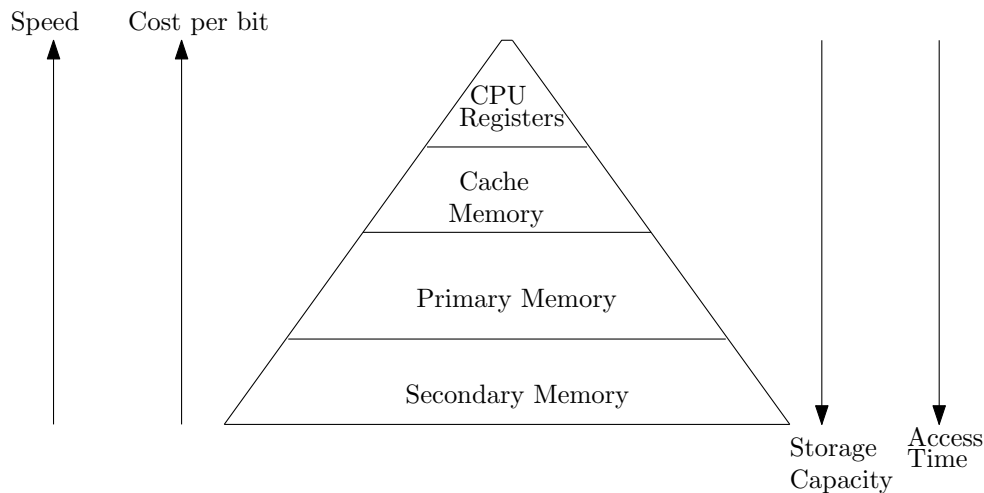 Speed
Cost per bit
CPU
Registers
Cache
Memory
Primary Memory
Secondary Memory
Storage
Capacity
Access
Time